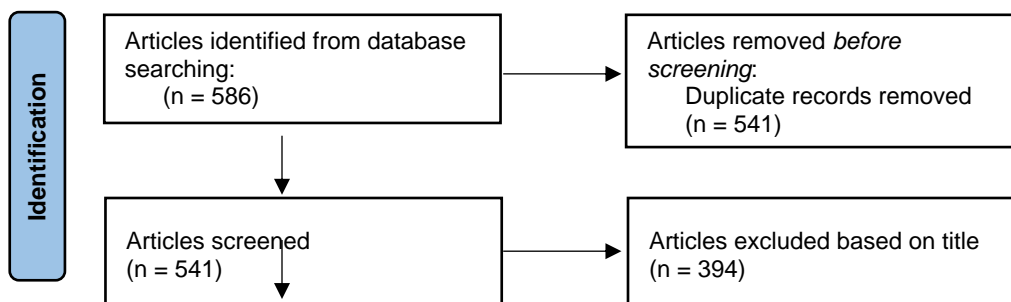 Identification
Articles identified from database
searching:
(n = 586)
Articles removed before
screening:
Duplicate records removed
(n = 541)
Articles screened
(n = 541)
Articles excluded based on title
(n = 394)